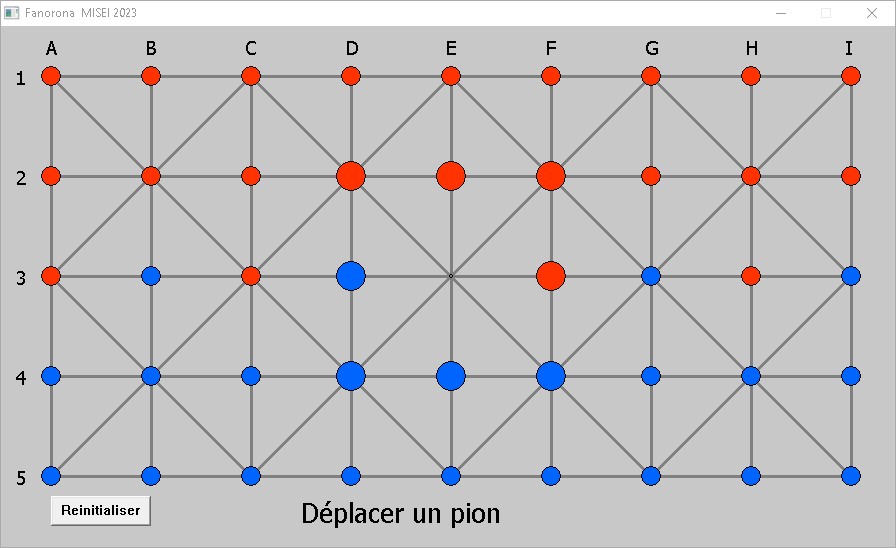 Fanorona MISEI 2023
A B C D E F G H I
1
2
3
4
5
Reinitialiser
Déplacer un pion